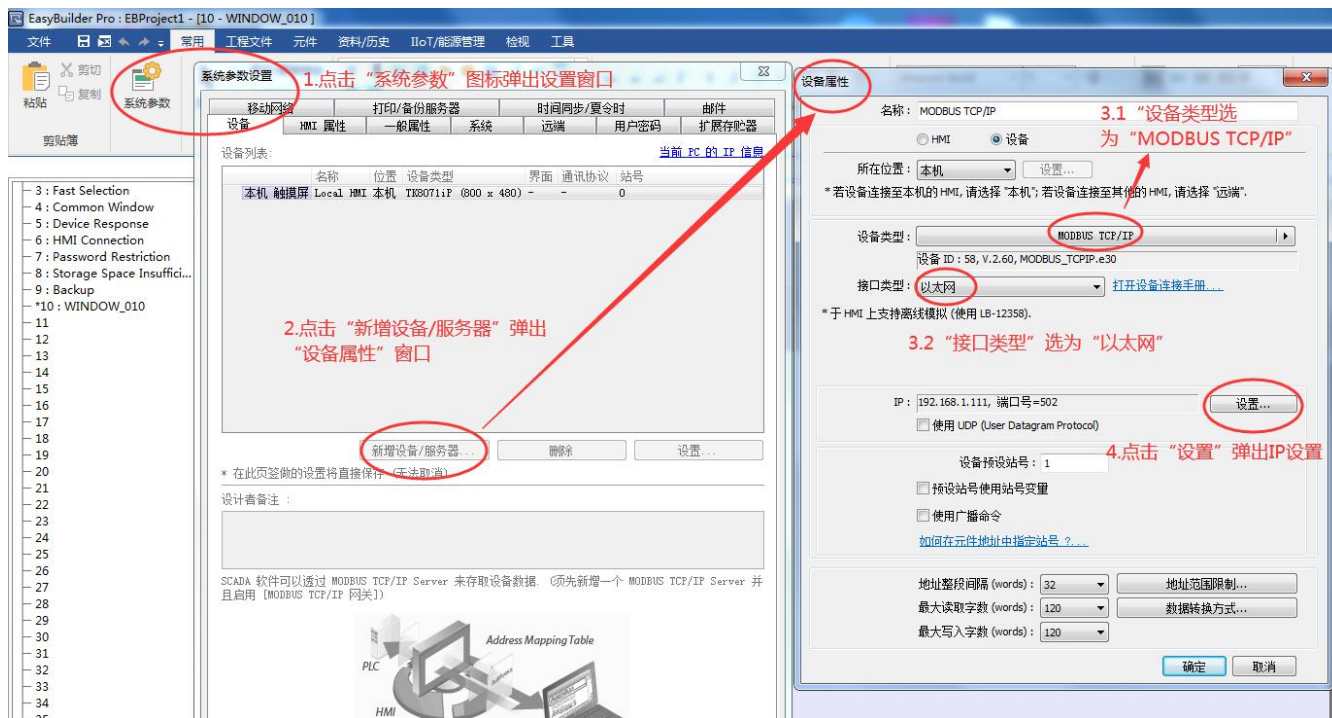 EasyBuilder Pro : EBProject1 - [10 - WINDOW_010 ]
文件 常用 工程文件 元件 资料/历史 IIoT/能源管理 检视 工具
粘贴
剪切
复制
系统参数
剪贴簿
3 : Fast Selection
4 : Common Window
5 : Device Response
6 : HMI Connection
7 : Password Restriction
8 : Storage Space Insuffici...
9 : Backup
*10 : WINDOW_010
11
12
13
14
15
16
17
18
19
20
21
22
23
24
25
26
27
28
29
30
31
32
33
34
35
系统参数设置
1.点击“系统参数”图标弹出设置窗口
移动网络 打印/备份服务器 时间同步/夏令时 邮件
设备 HMI 属性 一般属性 系统 远端 用户密码 扩展存贮器
设备列表:
当前 PC 的 IP 信息
名称 位置 设备类型 界面 通讯协议 站号
本机 触摸屏 Local HMI 本机 TK8071iP (800 x 480) - - 0
2.点击“新增设备/服务器”弹出
“设备属性”窗口
新增设备/服务器... 删除 设置...
* 在此页签做的设置将直接保存 (无法取消)
设计者备注 :
SCADA 软件可以透过 MODBUS TCP/IP Server 来存取设备数据. (须先新增一个 MODBUS TCP/IP Server 并
且启用 [MODBUS TCP/IP 网关])
Address Mapping Table
PLC
HMI
设备属性
名称 : MODBUS TCP/IP
3.1“设备类型选
为“MODBUS TCP/IP”
HMI 设备
所在位置 : 本机 设置...
* 若设备连接至本机的 HMI, 请选择 "本机"; 若设备连接至其他的 HMI, 请选择 "远端".
设备类型 : MODBUS TCP/IP
设备 ID : 58, V.2.60, MODBUS_TCPIP.e30
接口类型 : 以太网 打开设备连接手册...
* 于 HMI 上支持离线模拟 (使用 LB-12358).
3.2“接口类型”选为“以太网”
IP : 192.168.1.111, 端口号=502 设置...
使用 UDP (User Datagram Protocol)
4.点击“设置”弹出IP设置
设备预设站号 : 1
预设站号使用站号变量
使用广播命令
如何在元件地址中指定站号 ?...
地址整段间隔 (words) : 32 地址范围限制...
最大读取字数 (words) : 120 数据转换方式...
最大写入字数 (words) : 120
确定 取消